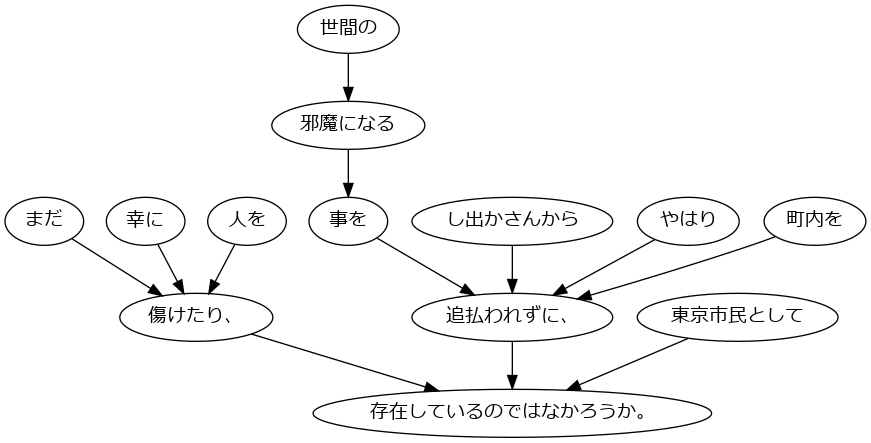 世間の
邪魔になる
まだ
幸に
人を
事を
し出かさんから
やはり
町内を
傷けたり、
追払われずに、
東京市民として
存在しているのではなかろうか。